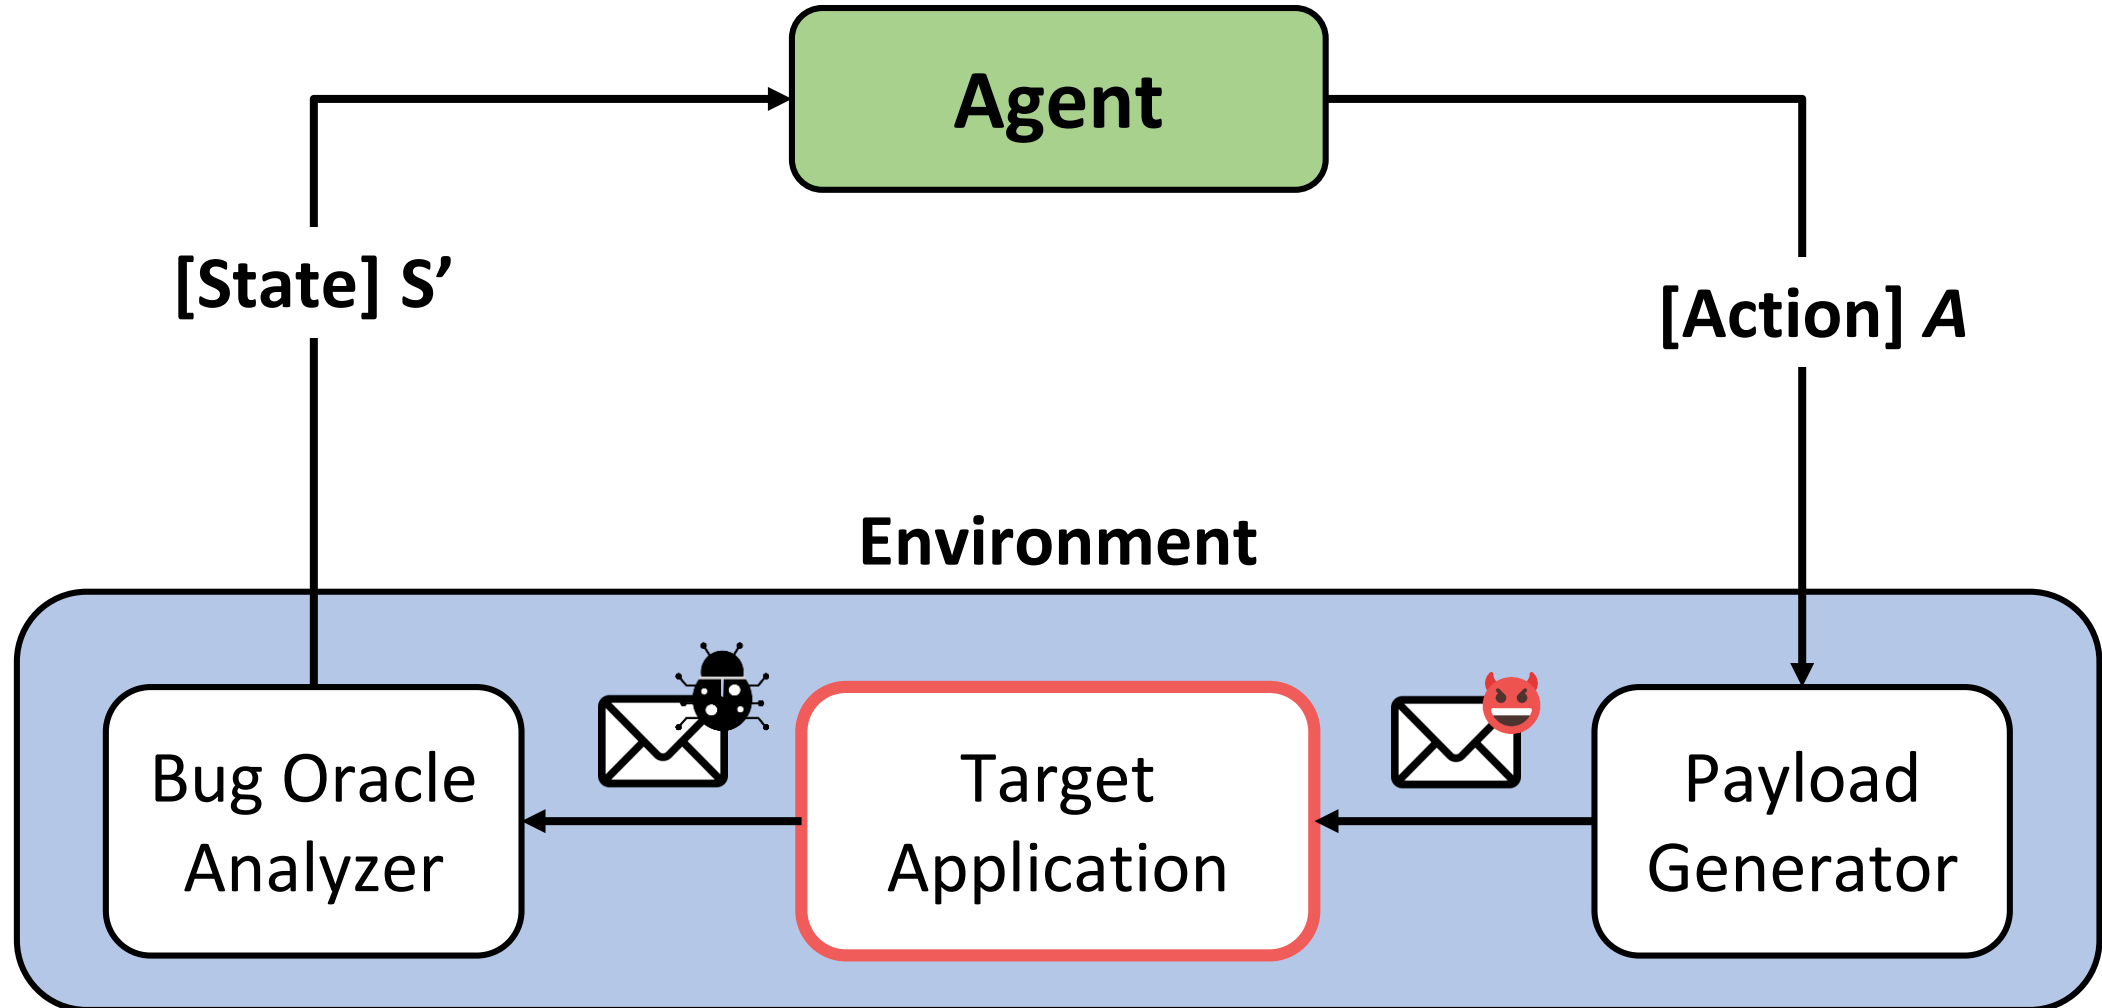 Agent
[State] S’
[Action] A
Environment
Bug Oracle
Analyzer
Target
Application
Payload
Generator